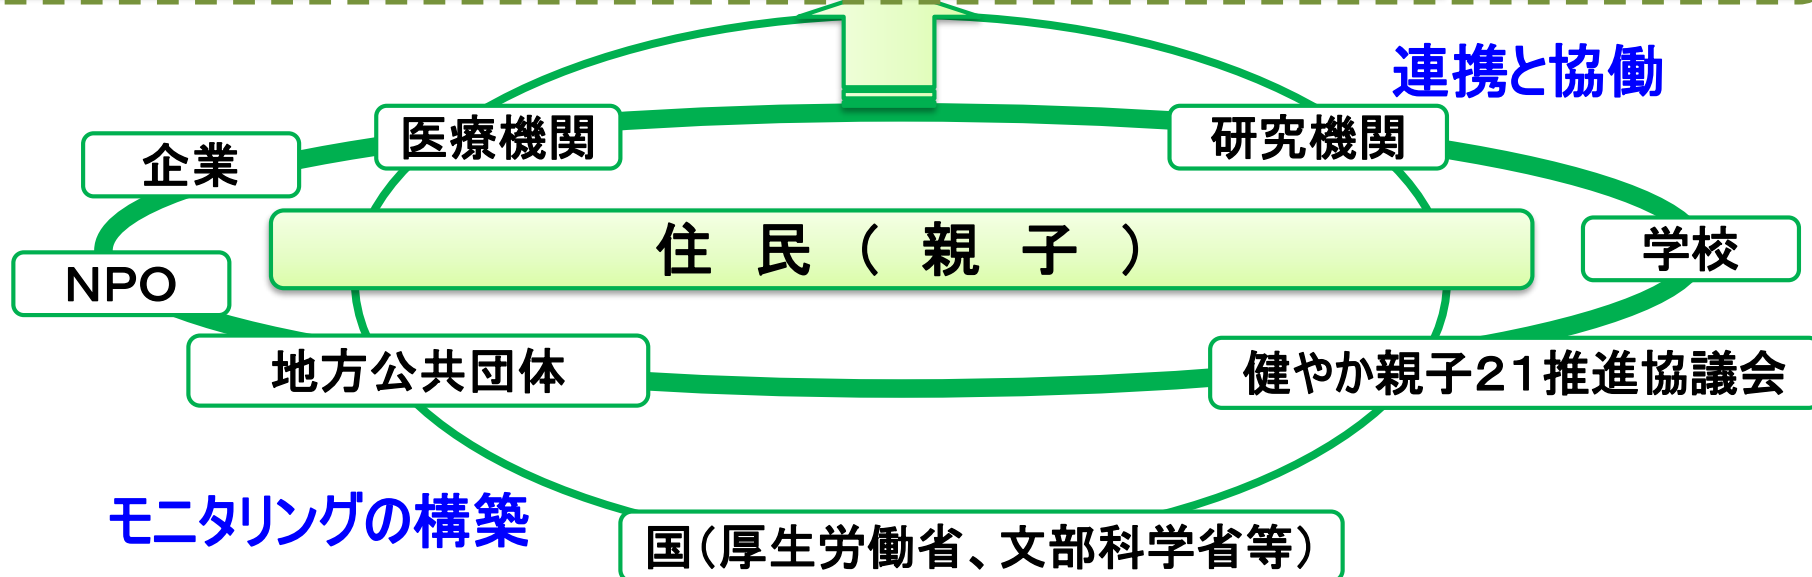 連携と協働
医療機関
研究機関
企業
住民（親子）
学校
NPO
地方公共団体
健やか親子２１推進協議会
モニタリングの構築
国（厚生労働省、文部科学省等）